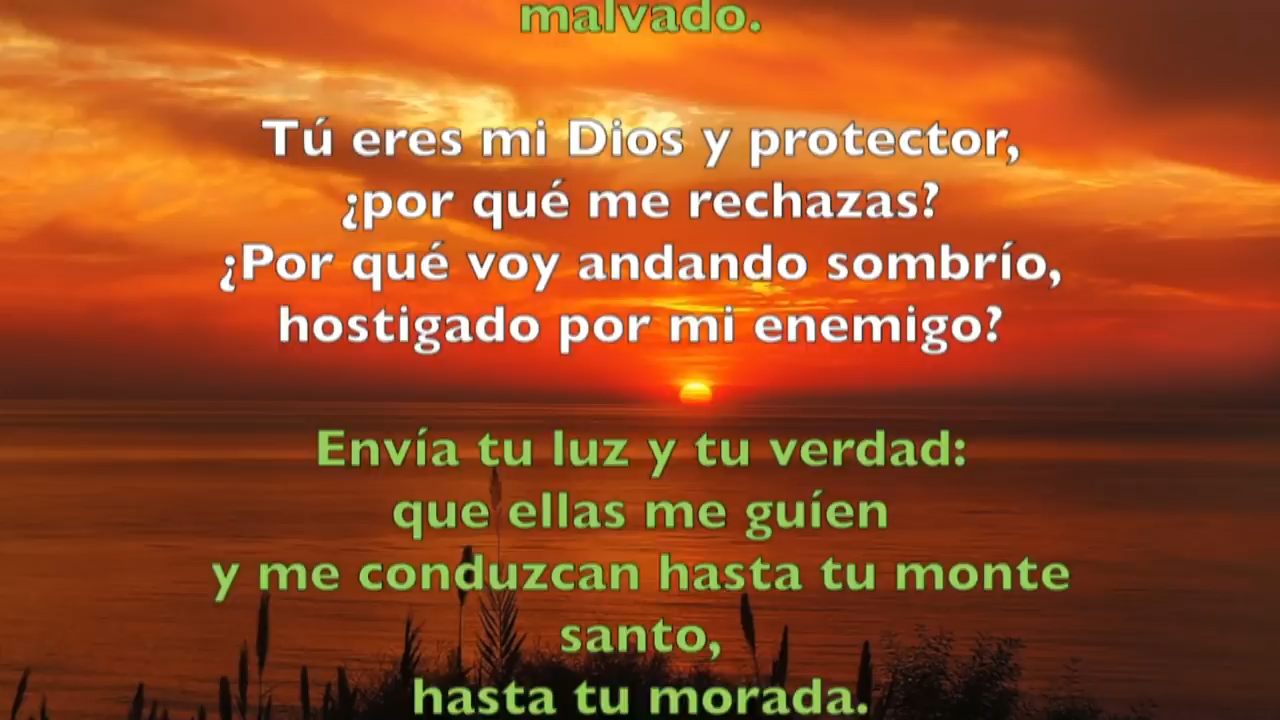 malvado.
Tú eres mi Dios y protector,
¿por qué me rechazas?
¿Por qué voy andando sombrío,
hostigado por mi enemigo?
Envía tu luz y tu verdad:
que ellas me guíen
y me conduzcan hasta tu monte
santo,
hasta tu morada.